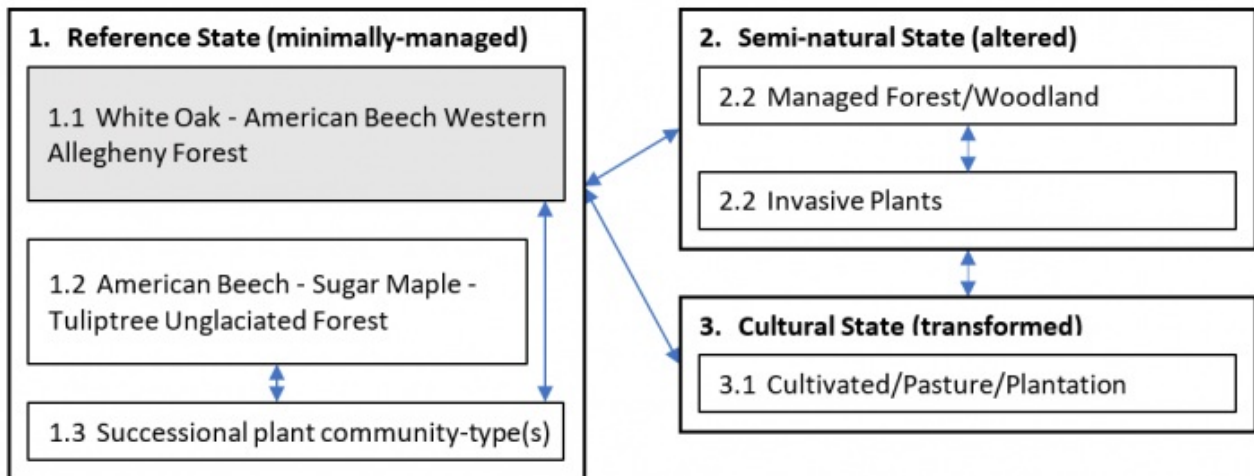 1. Reference State (minimally-managed)
1.1 White Oak - American Beech Western
Allegheny Forest
1.2 American Beech - Sugar Maple -
Tuliptree Unglaciated Forest
1.3 Successional plant community-type(s)
2. Semi-natural State (altered)
2.2 Managed Forest/Woodland
2.2 Invasive Plants
3. Cultural State (transformed)
3.1 Cultivated/Pasture/Plantation